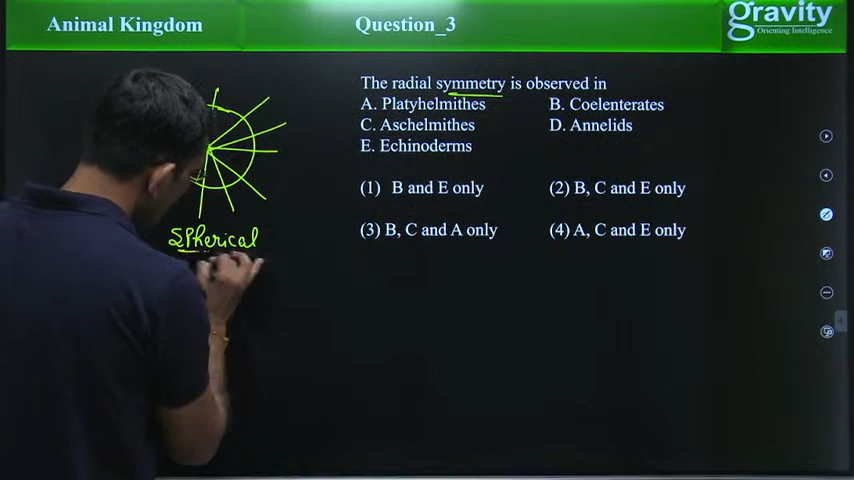 Animal Kingdom
Question_3
gravity
Orienting Intelligence
The radial symmetry is observed in
A. Platyhelmithes B. Coelenterates
C. Aschelmithes D. Annelids
E. Echinoderms
(1) B and E only (2) B, C and E only
(3) B, C and A only (4) A, C and E only
Spherical